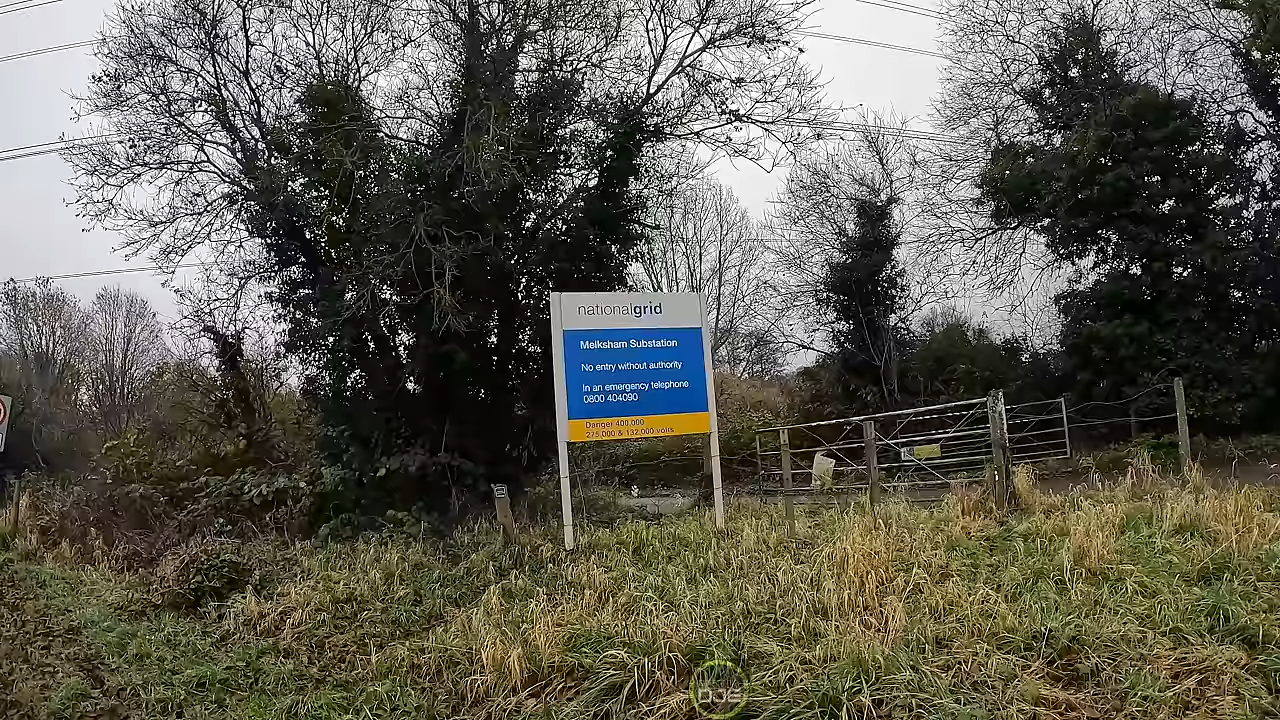 nationalgrid
Melksham Substation
No entry without authority
In an emergency telephone
0800 404090
Danger 400,000
275,000 & 132,000 volts